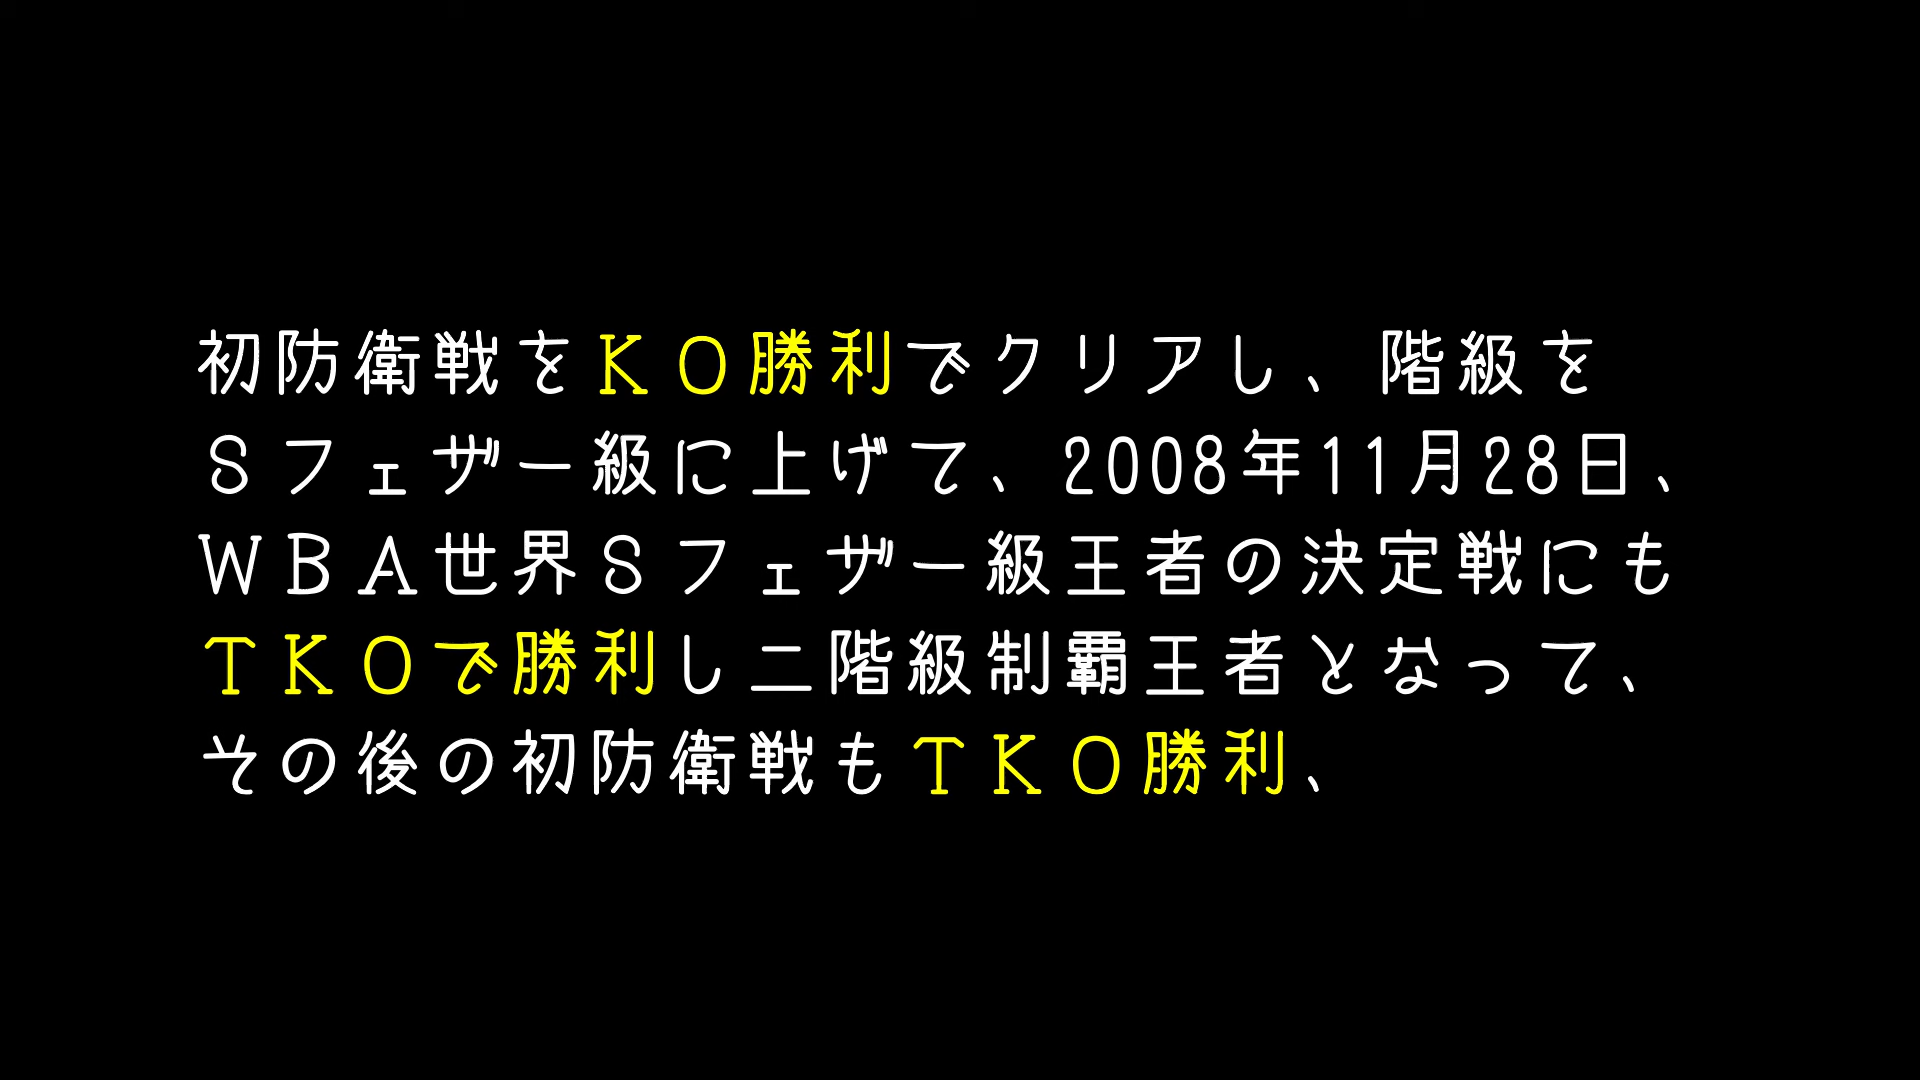 初防衛戦をＫＯ勝利でクリアし、階級を
Ｓフェザー級に上げて、2008年11月28日、
ＷＢＡ世界Ｓフェザー級王者の決定戦にも
ＴＫＯで勝利し二階級制覇王者となって、
その後の初防衛戦もＴＫＯ勝利、